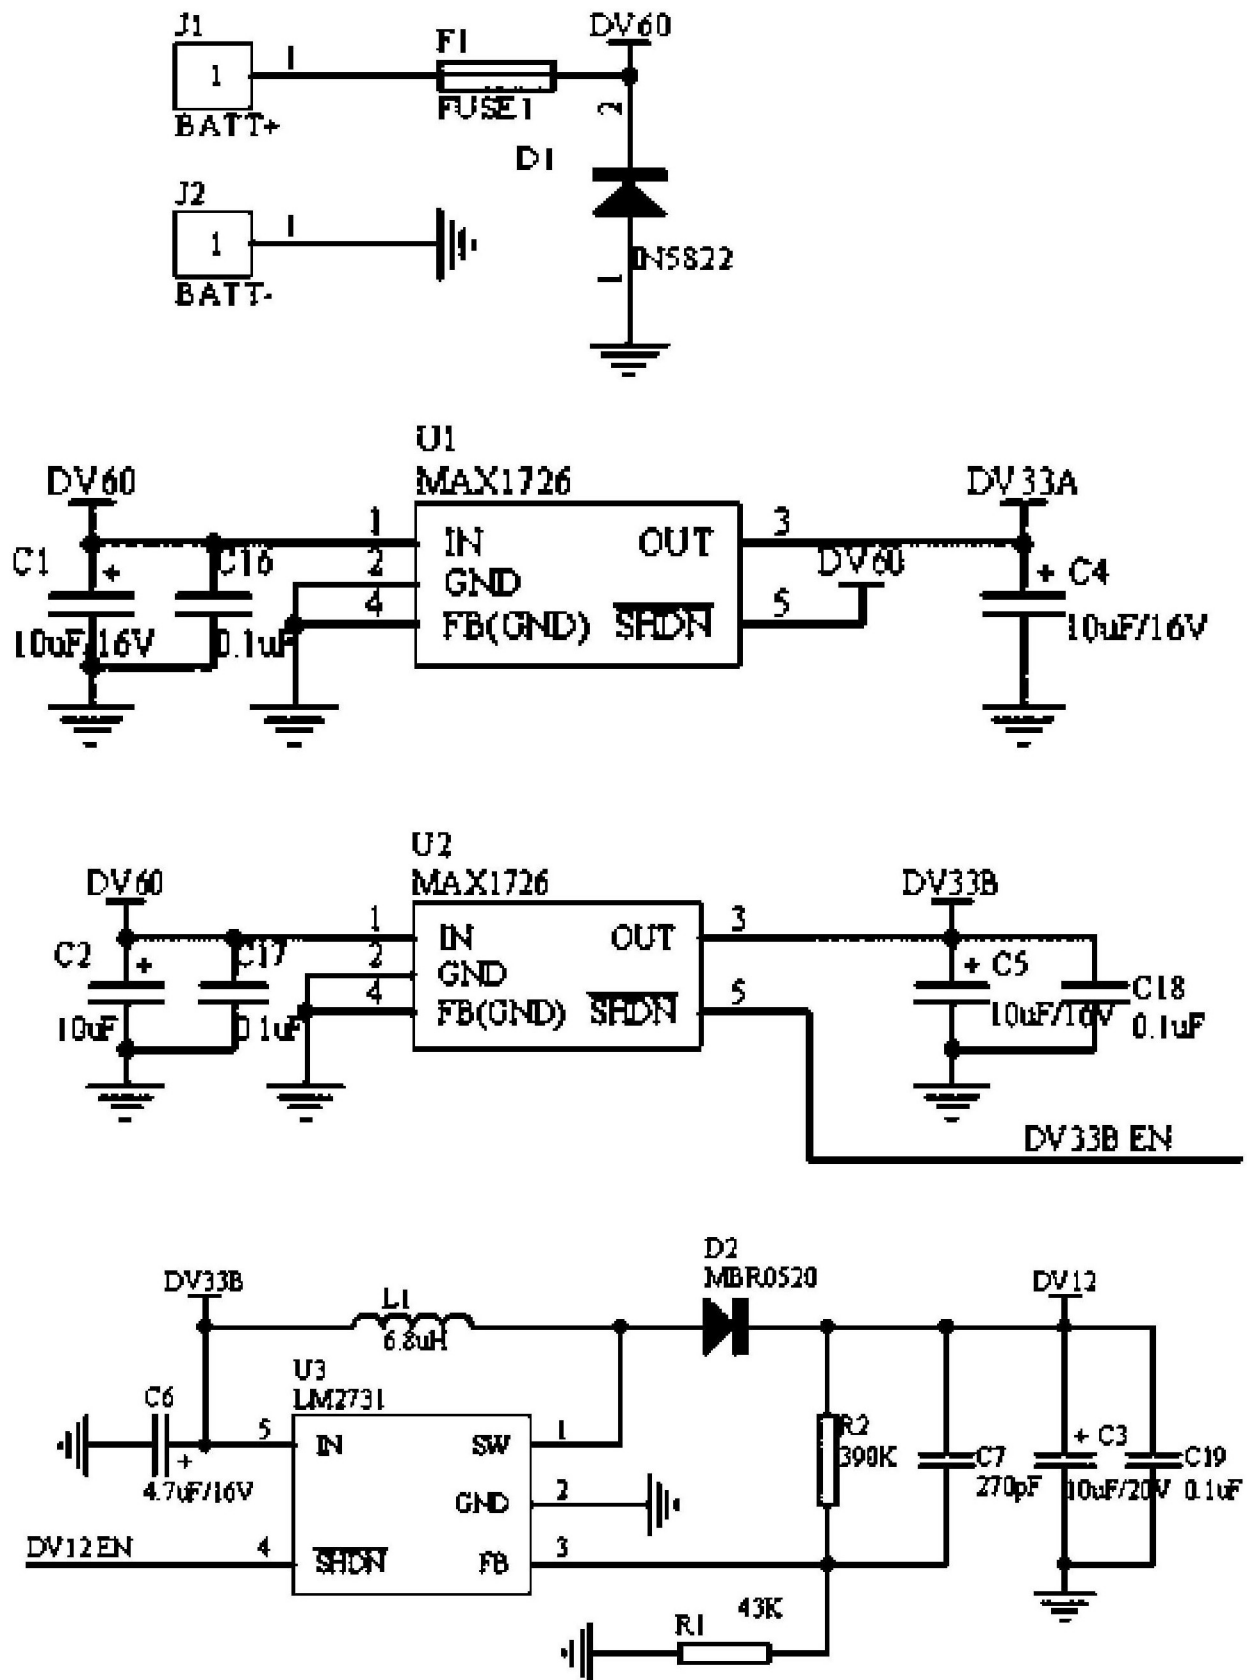 J1
1
1
BATT+
F1
FUSE1
DV60
2
D1
1N5822
1
J2
1
1
BATT-
U1
MAX1726
DV60
DV33A
1
IN
OUT
3
C1
+
C16
2
GND
DV60
+ C4
10uF/16V
0.1uF
4
FB(GND)
SHDN
5
10uF/16V
U2
MAX1726
DV60
DV33B
1
IN
OUT
3
C2
+
C17
2
GND
+ C5
C18
10uF
0.1uF
4
FB(GND)
SHDN
5
10uF/16V
0.1uF
DV33B EN
D2
MBR0520
DV33B
L1
6.8uH
DV12
U3
LM2731
C6
+
4.7uF/16V
5
IN
SW
1
R2
390K
C7
270pF
+ C3
10uF/20V
C19
0.1uF
GND
2
DV12 EN
4
SHDN
FB
3
R1
43K